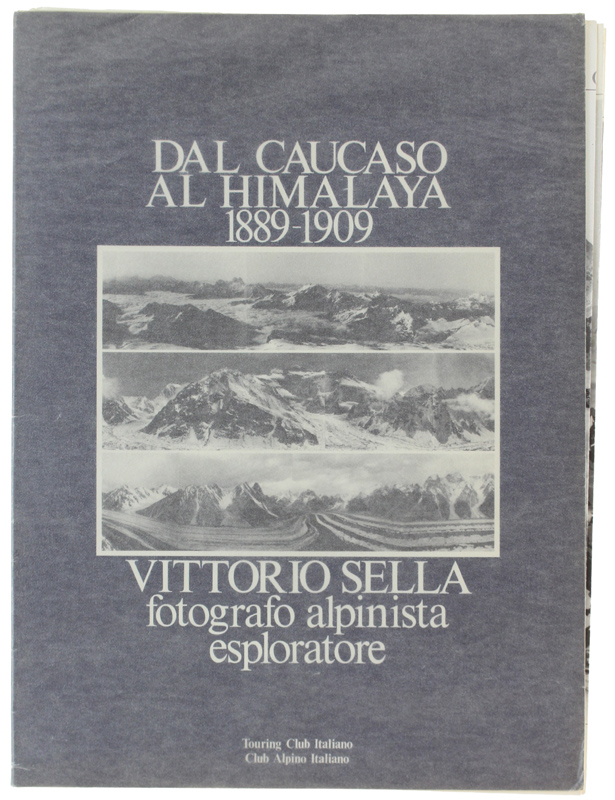 DAL CAUCASO
AL HIMALAYA
1889-1909
VITTORIO SELLA
fotografo alpinista
esploratore
Touring Club Italiano
Club Alpino Italiano